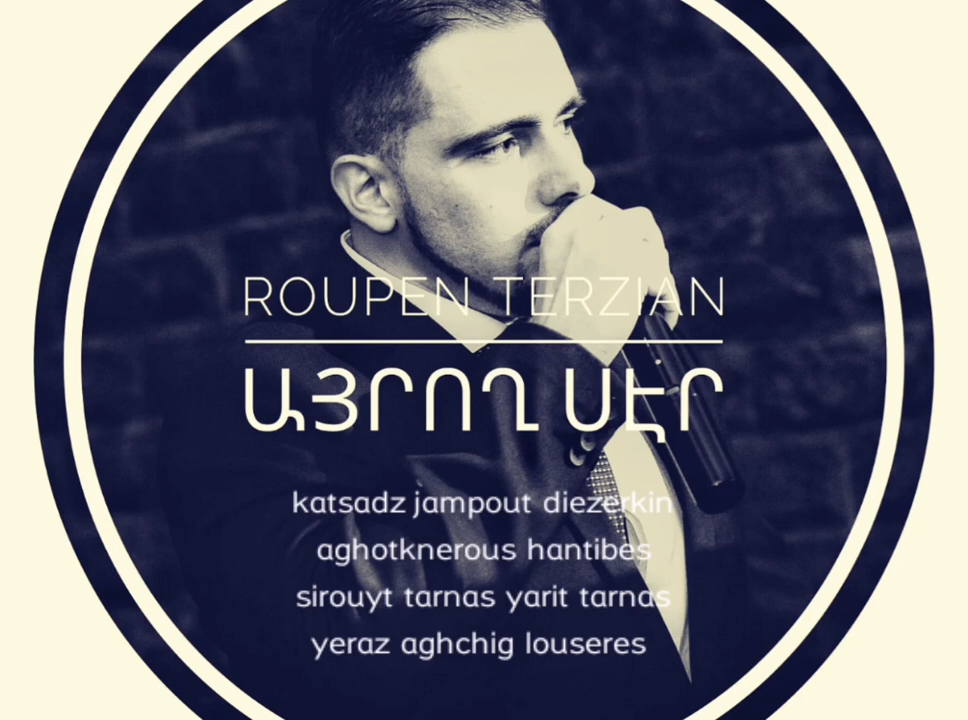 ROUPEN TERZIAN
ԱՅՐՈՂ ՍԷՐ
katsadz jampout diezerkin
aghotknerous hantibes
sirouyt tarnas yarit tarnas
yeraz aghchig louseres